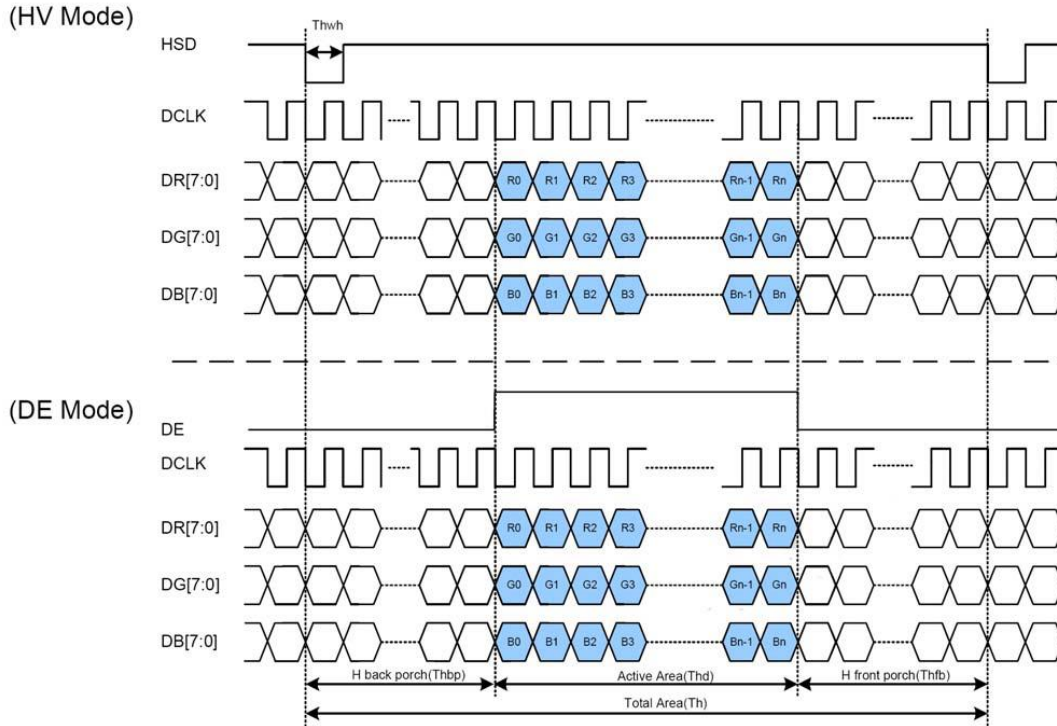 (HV Mode)
Thwh
HSD
DCLK
DR[7:0] R0 R1 R2 R3 Rn-1 Rn
DG[7:0] G0 G1 G2 G3 Gn-1 Gn
DB[7:0] B0 B1 B2 B3 Bn-1 Bn
(DE Mode)
DE
DCLK
DR[7:0] R0 R1 R2 R3 Rn-1 Rn
DG[7:0] G0 G1 G2 G3 Gn-1 Gn
DB[7:0] B0 B1 B2 B3 Bn-1 Bn
H back porch(Thbp) Active Area(Thd) H front porch(Thfb)
Total Area(Th)